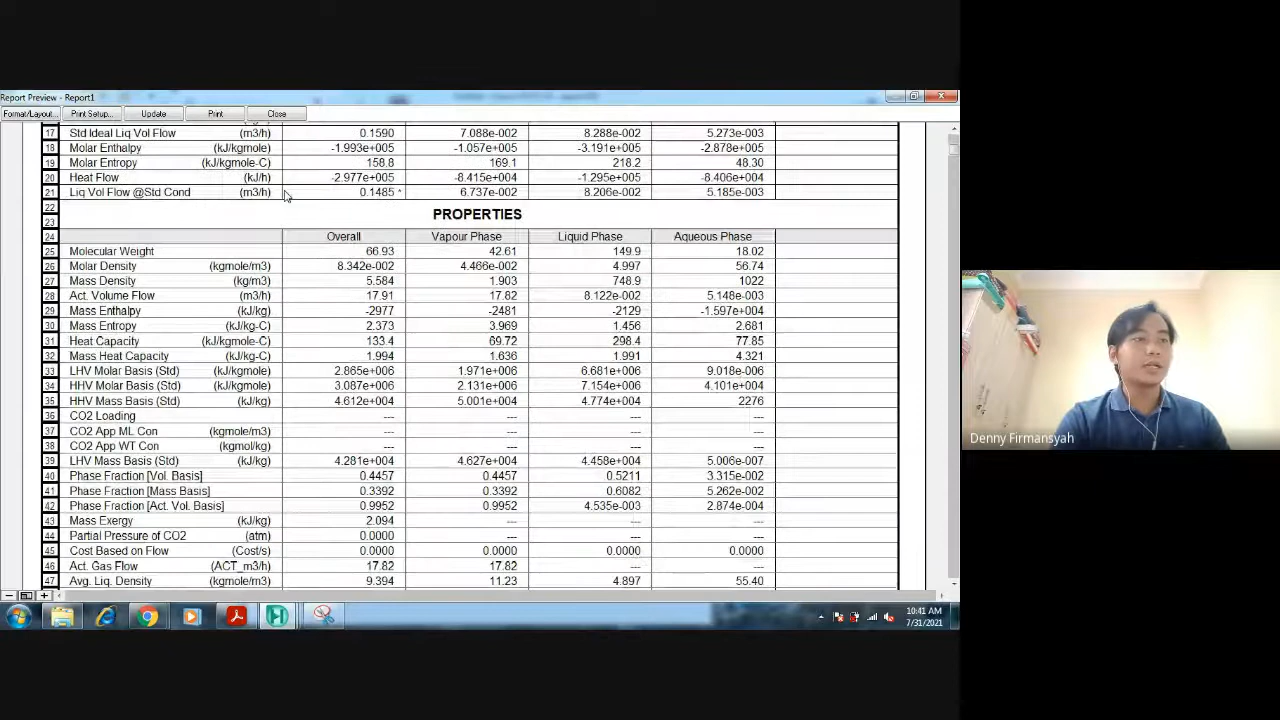 Report Preview - Report1
Format/Layout... Print Setup... Update Print Close
17 Std Ideal Liq Vol Flow (m3/h) 0.1590 7.088e-002 8.288e-002 5.273e-003
18 Molar Enthalpy (kJ/kgmole) -1.993e+005 -1.057e+005 -3.191e+005 -2.878e+005
19 Molar Entropy (kJ/kgmole-C) 158.8 169.1 218.2 48.30
20 Heat Flow (kJ/h) -2.977e+005 -8.415e+004 -1.295e+005 -8.406e+004
21 Liq Vol Flow @Std Cond (m3/h) 0.1485 * 6.737e-002 8.206e-002 5.185e-003
22
23 PROPERTIES
24 Overall Vapour Phase Liquid Phase Aqueous Phase
25 Molecular Weight 66.93 42.61 149.9 18.02
26 Molar Density (kgmole/m3) 8.342e-002 4.466e-002 4.997 56.74
27 Mass Density (kg/m3) 5.584 1.903 748.9 1022
28 Act. Volume Flow (m3/h) 17.91 17.82 8.122e-002 5.148e-003
29 Mass Enthalpy (kJ/kg) -2977 -2481 -2129 -1.597e+004
30 Mass Entropy (kJ/kg-C) 2.373 3.969 1.456 2.681
31 Heat Capacity (kJ/kgmole-C) 133.4 69.72 298.4 77.85
32 Mass Heat Capacity (kJ/kg-C) 1.994 1.636 1.991 4.321
33 LHV Molar Basis (Std) (kJ/kgmole) 2.865e+006 1.971e+006 6.681e+006 9.018e-006
34 HHV Molar Basis (Std) (kJ/kgmole) 3.087e+006 2.131e+006 7.154e+006 4.101e+004
35 HHV Mass Basis (Std) (kJ/kg) 4.612e+004 5.001e+004 4.774e+004 2276
36 CO2 Loading --- --- --- ---
37 CO2 App ML Con (kgmole/m3) --- --- --- ---
38 CO2 App WT Con (kgmol/kg) --- --- --- ---
39 LHV Mass Basis (Std) (kJ/kg) 4.281e+004 4.627e+004 4.458e+004 5.006e-007
40 Phase Fraction [Vol. Basis] 0.4457 0.4457 0.5211 3.315e-002
41 Phase Fraction [Mass Basis] 0.3392 0.3392 0.6082 5.262e-002
42 Phase Fraction [Act. Vol. Basis] 0.9952 0.9952 4.535e-003 2.874e-004
43 Mass Exergy (kJ/kg) 2.094 --- --- ---
44 Partial Pressure of CO2 (atm) 0.0000 --- --- ---
45 Cost Based on Flow (Cost/s) 0.0000 0.0000 0.0000 0.0000
46 Act. Gas Flow (ACT_m3/h) 17.82 17.82 --- ---
47 Avg. Liq. Density (kgmole/m3) 9.394 11.23 4.897 55.40
10:41 AM
7/31/2021
Denny Firmansyah